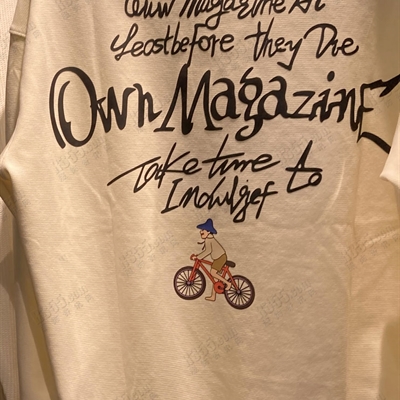 Own Magazine At
Leastbefore they Die
Own Magazine
Take time to
Indulgef